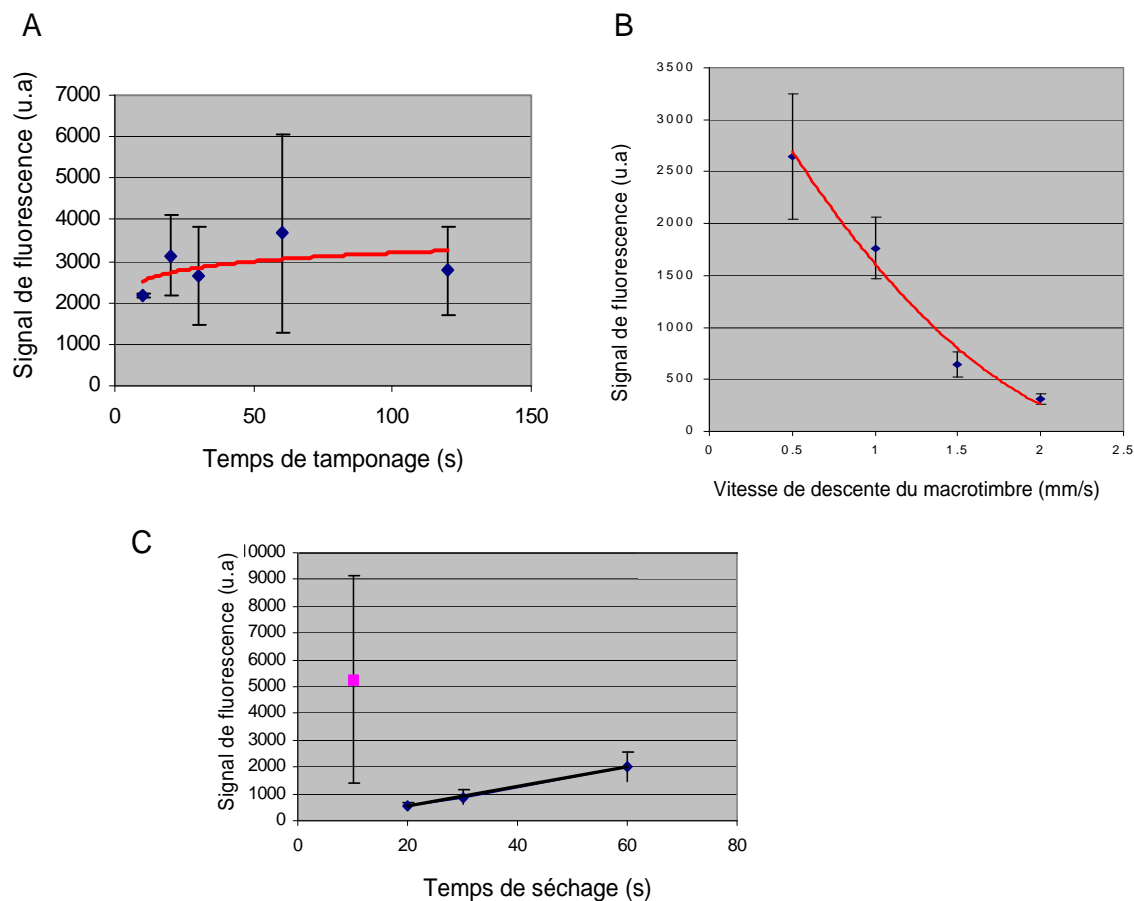 A
Signal de fluorescence (u.a)
7000
6000
5000
4000
3000
2000
1000
0
0 50 100 150
Temps de tamponage (s)
B
Signal de fluorescence (u.a)
3500
3000
2500
2000
1500
1000
500
0
0 0.5 1 1.5 2 2.5
Vitesse de descente du macrotimbre (mm/s)
C
Signal de fluorescence (u.a)
10000
9000
8000
7000
6000
5000
4000
3000
2000
1000
0
0 20 40 60 80
Temps de séchage (s)